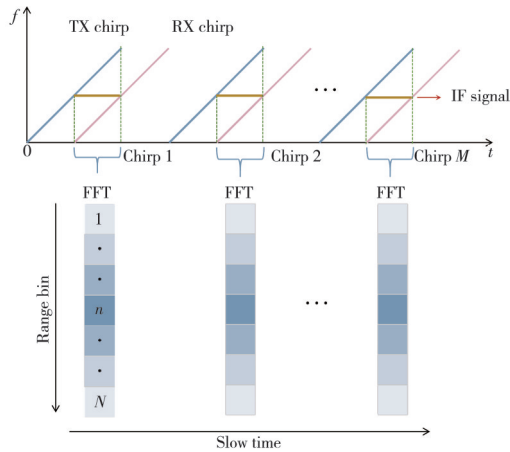 f
TX chirp RX chirp
...
IF signal
0 Chirp 1 Chirp 2 Chirp M t
FFT FFT FFT
1
n
...
N
Range bin
Slow time